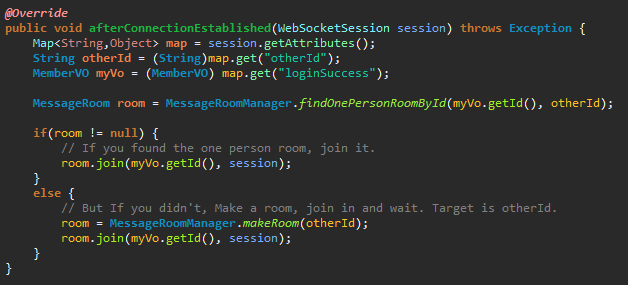 @Override
public void afterConnectionEstablished(WebSocketSession session) throws Exception {
    Map<String,Object> map = session.getAttributes();
    String otherId = (String)map.get("otherId");
    MemberVO myVo = (MemberVO) map.get("loginSuccess");

    MessageRoom room = MessageRoomManager.findOnePersonRoomById(myVo.getId(), otherId);

    if(room != null) {
        // If you found the one person room, join it.
        room.join(myVo.getId(), session);
    }
    else {
        // But If you didn't, Make a room, join in and wait. Target is otherId.
        room = MessageRoomManager.makeRoom(otherId);
        room.join(myVo.getId(), session);
    }
}